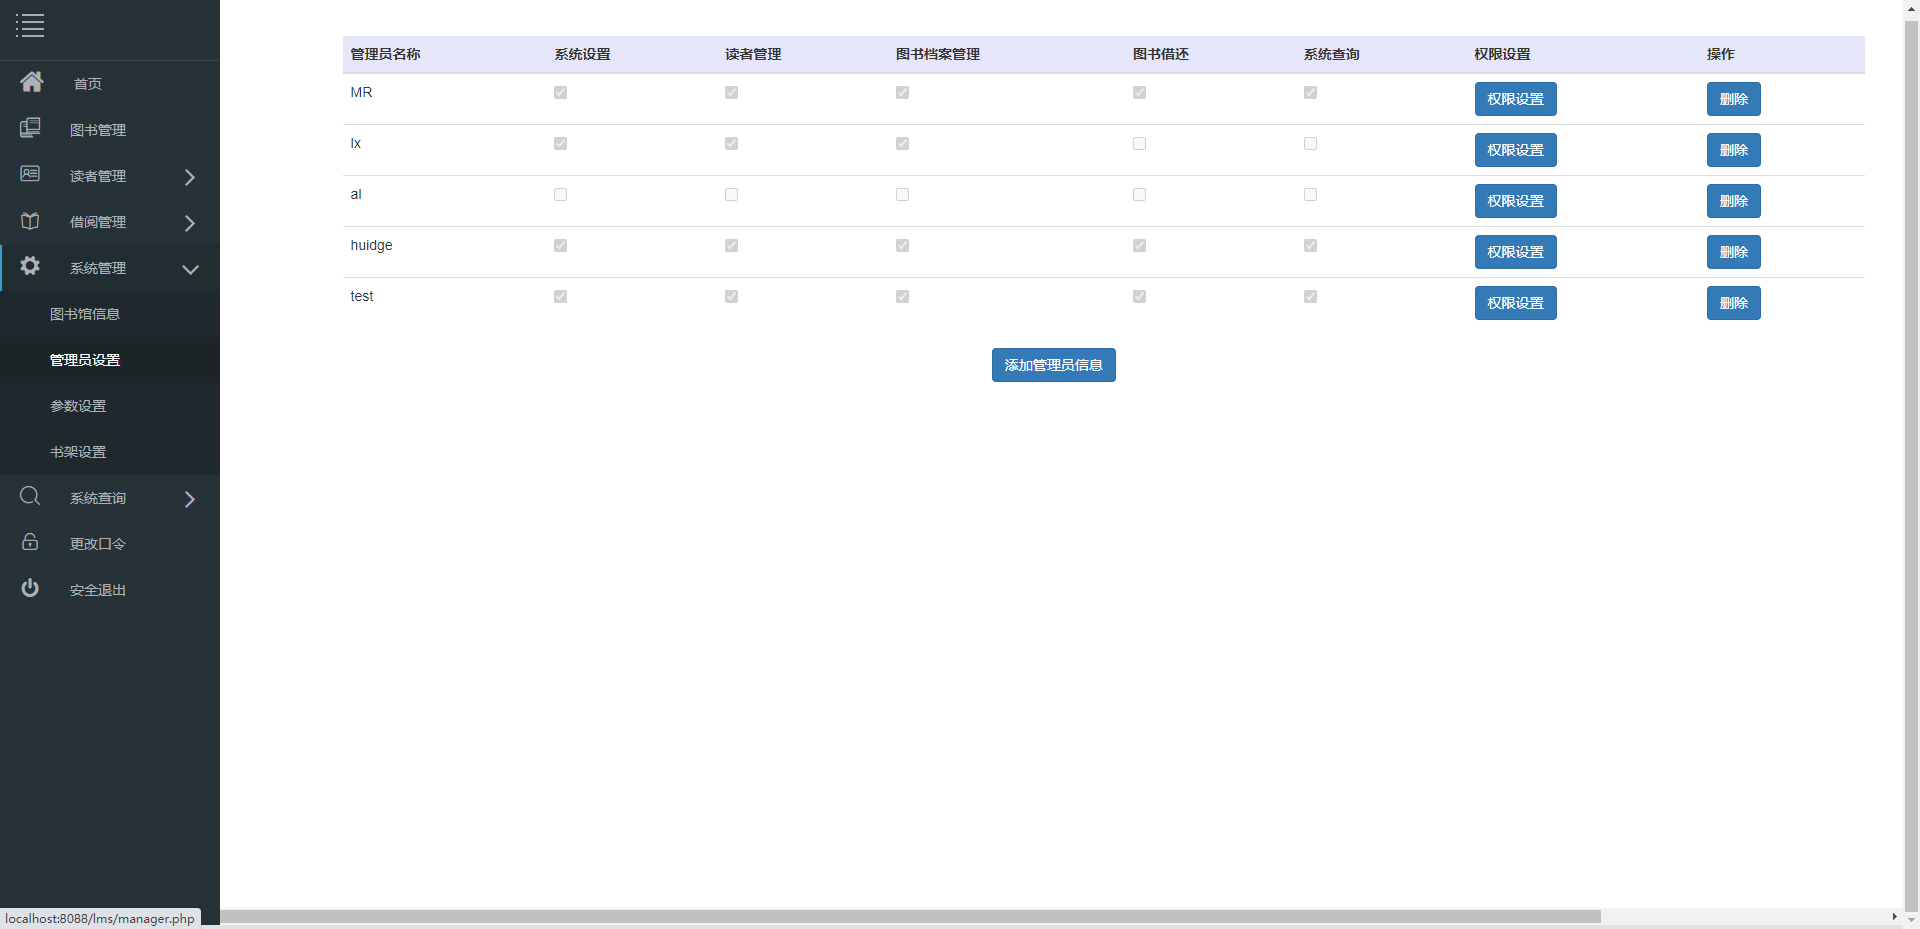 首页
图书管理
读者管理
借阅管理
系统管理
图书馆信息
管理员设置
参数设置
书架设置
系统查询
更改口令
安全退出
管理员名称 系统设置 读者管理 图书档案管理 图书借还 系统查询 权限设置 操作
MR 权限设置 删除
lx 权限设置 删除
al 权限设置 删除
huidge 权限设置 删除
test 权限设置 删除
添加管理员信息
localhost:8088/lms/manager.php